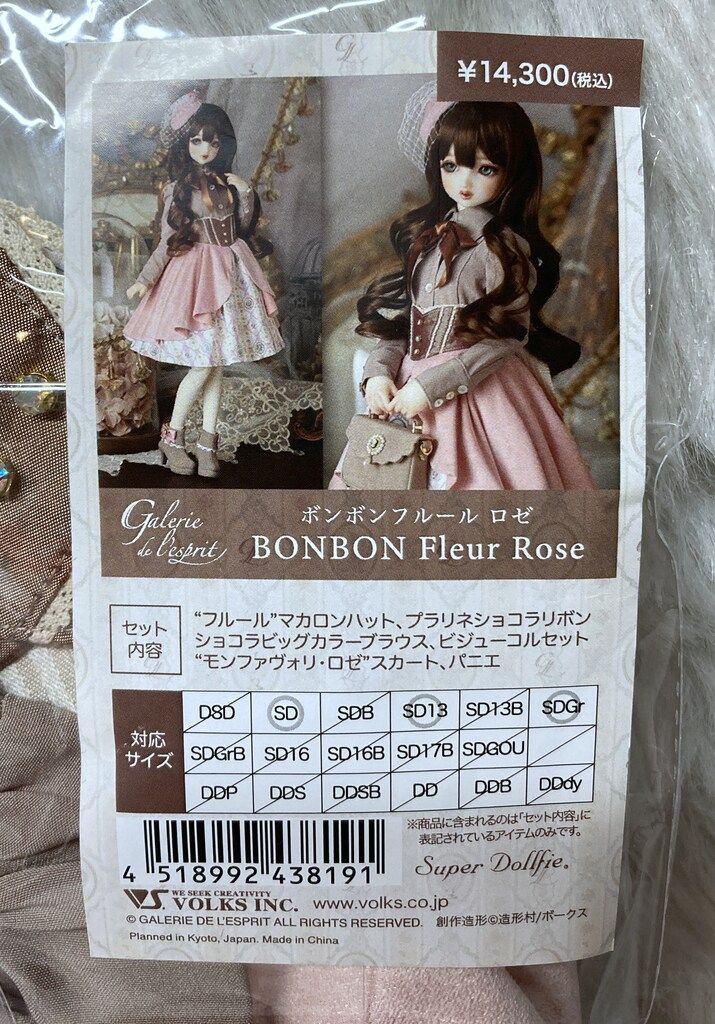 ¥14,300(税込)
Galerie
de l'esprit
ボンボンフルール ロゼ
BONBON Fleur Rose
セット
内容
“フルール”マカロンハット、プラリネショコラリボン
ショコラビッグカラーブラウス、ビジューコルセット
“モンファヴォリ・ロゼ”スカート、パニエ
対応
サイズ
DSD SD SDB SD13 SD13B SDGr
SDGrB SD16 SD16B SD17B SDGOU
DDP DDS DDSB DD DDB DDdy
※商品に含まれるのは「セット内容」に
表記されているアイテムのみです。
4 518992 438191
Super Dollfie®
VS WE SEEK CREATIVITY
VOLKS INC. www.volks.co.jp
© GALERIE DE L'ESPRIT ALL RIGHTS RESERVED. 創作造形©造形村/ボークス
Planned in Kyoto, Japan. Made in China